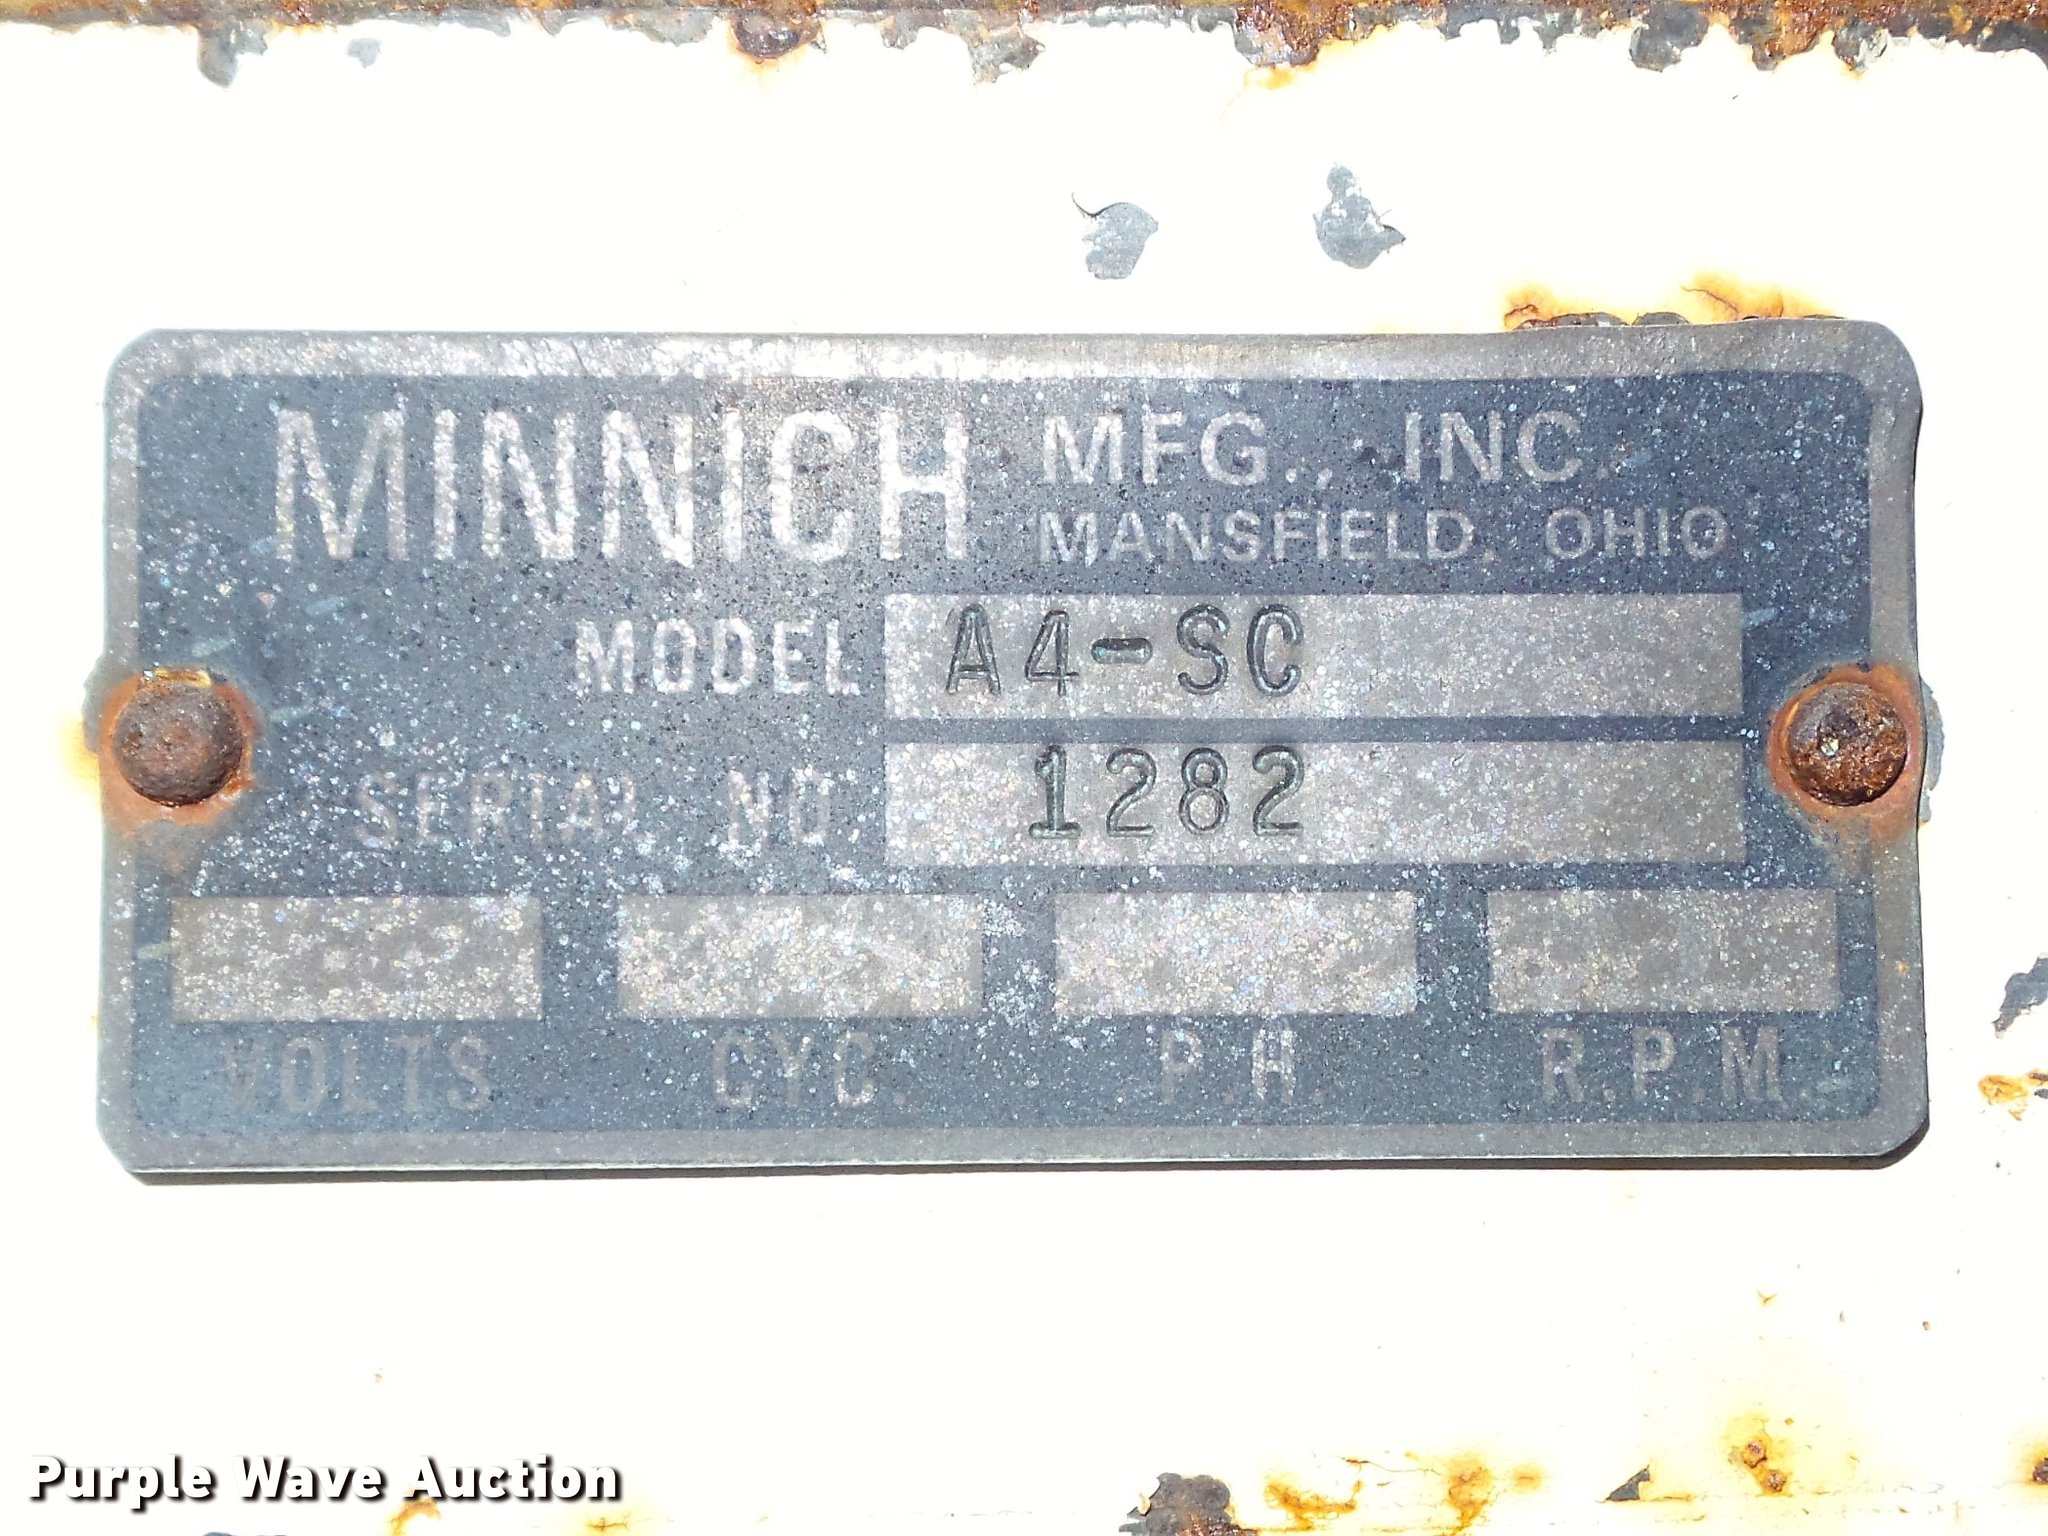 MINNICH MFG., INC.
MANSFIELD, OHIO
MODEL A4-SC
SERIAL NO 1282
VOLTS CYC. P.H. R.P.M.
Purple Wave Auction